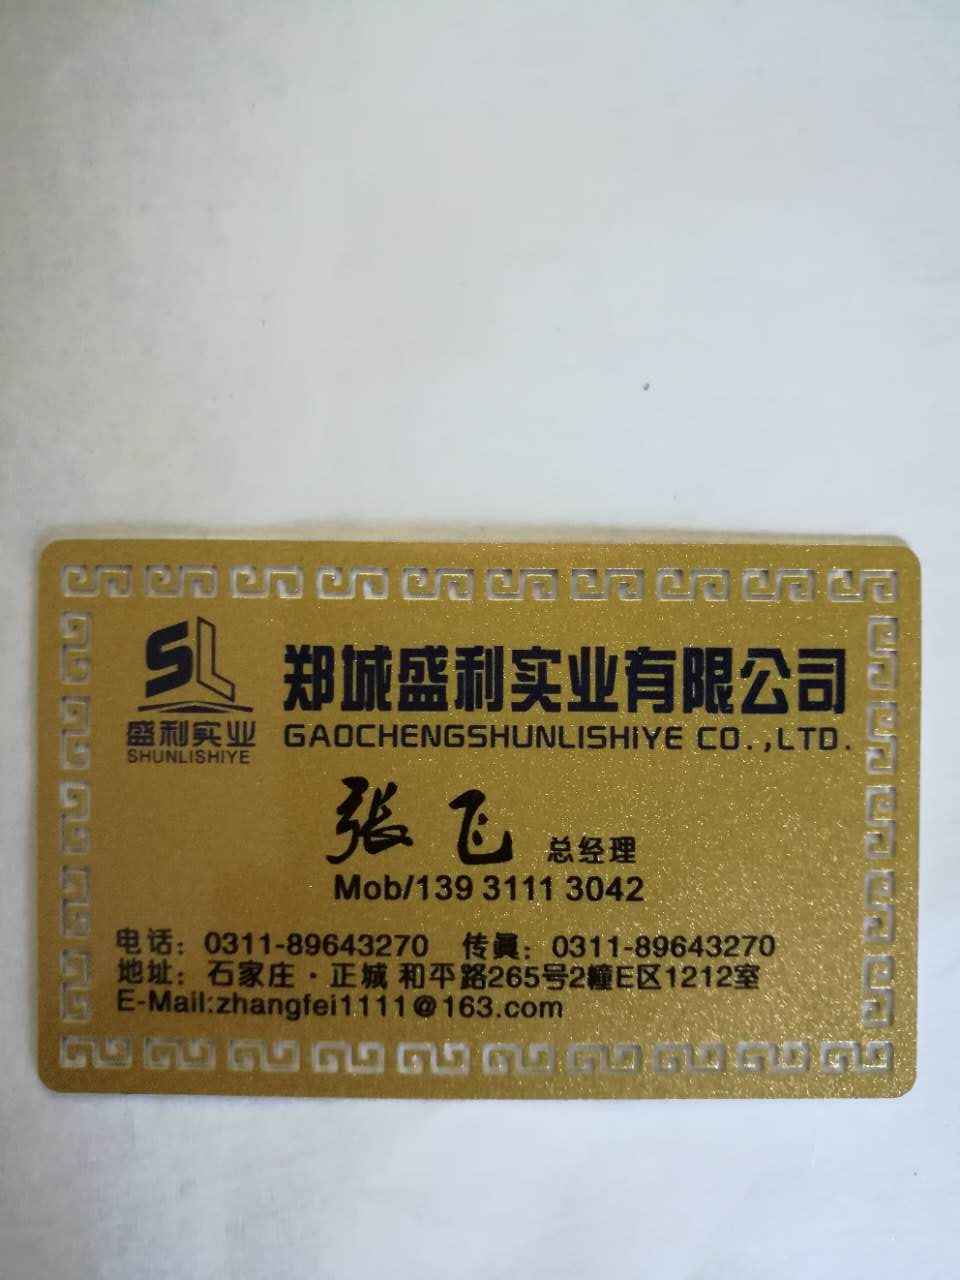 SL
盛利实业
SHUNLISHIYE
郑城盛利实业有限公司
GAOCHENGSHUNLISHIYE CO.,LTD.
张飞 总经理
Mob/139 3111 3042
电话：0311-89643270 传眞：0311-89643270
地址：石家庄·正城 和平路265号2幢E区1212室
E-Mail:zhangfei1111@163.com